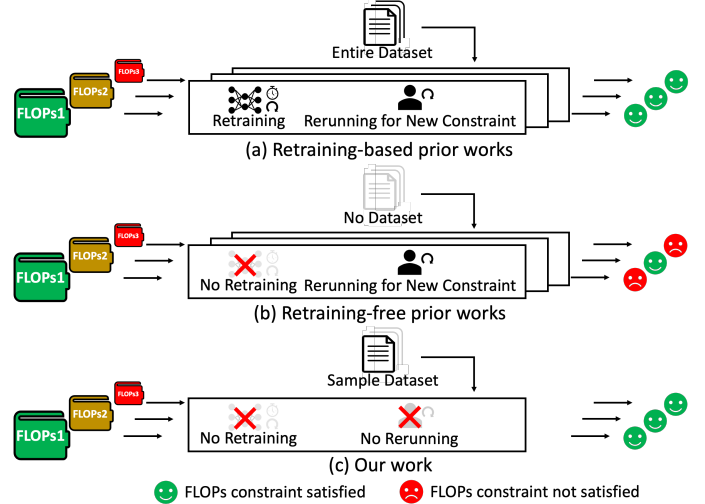 Entire Dataset
FLOPs1
FLOPs2
FLOPs3
Retraining
Rerunning for New Constraint
(a) Retraining-based prior works
No Dataset
FLOPs1
FLOPs2
FLOPs3
No Retraining
Rerunning for New Constraint
(b) Retraining-free prior works
Sample Dataset
FLOPs1
FLOPs2
FLOPs3
No Retraining
No Rerunning
(c) Our work
FLOPs constraint satisfied
FLOPs constraint not satisfied